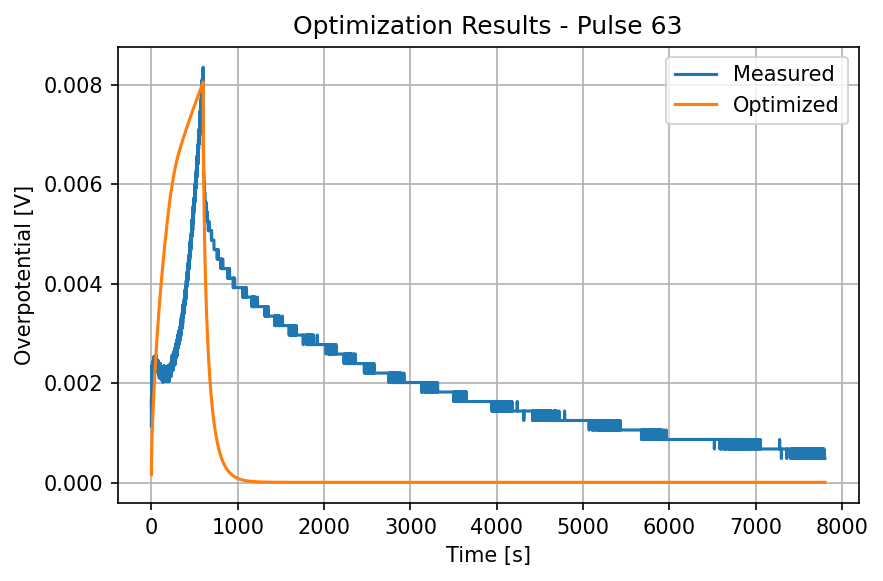 Optimization Results - Pulse 63
Measured
Optimized
Overpotential [V]
0.008
0.006
0.004
0.002
0.000
0 1000 2000 3000 4000 5000 6000 7000 8000
Time [s]